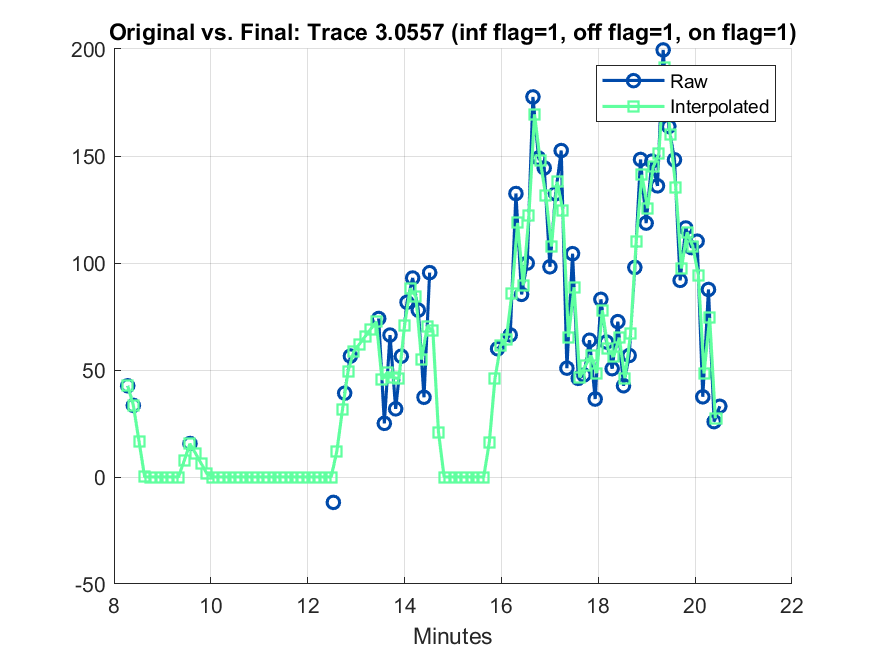 Original vs. Final: Trace 3.0557 (inf flag=1, off flag=1, on flag=1)
200
150
100
50
0
-50
8 10 12 14 16 18 20 22
Minutes
Raw
Interpolated